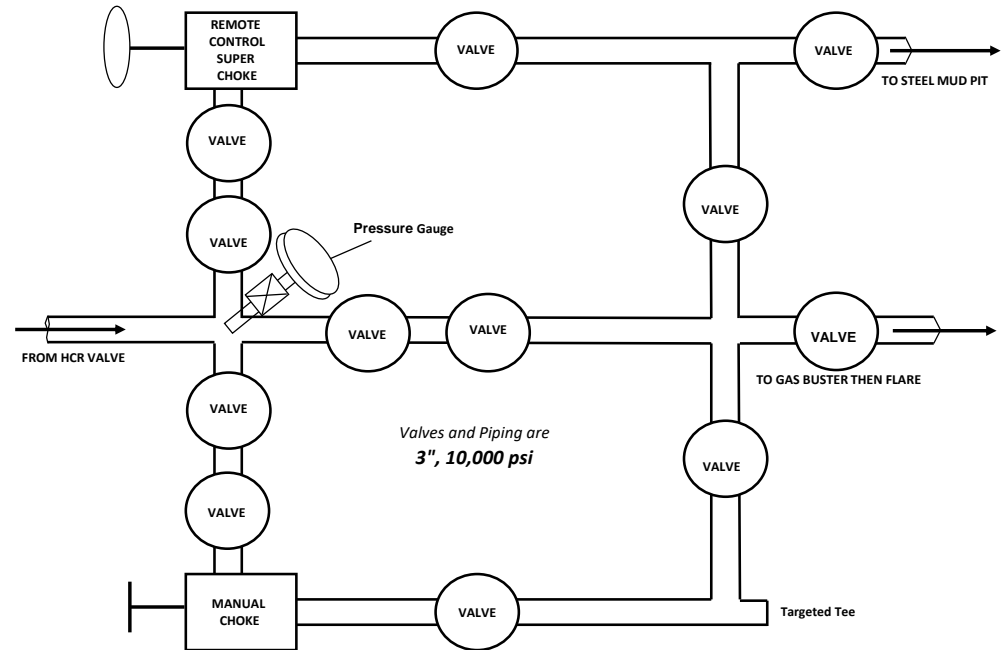 REMOTE
CONTROL
SUPER
CHOKE
VALVE
VALVE
TO STEEL MUD PIT
VALVE
VALVE
VALVE
Pressure Gauge
FROM HCR VALVE
VALVE
VALVE
VALVE
TO GAS BUSTER THEN FLARE
VALVE
Valves and Piping are
3", 10,000 psi
VALVE
VALVE
MANUAL
CHOKE
VALVE
Targeted Tee